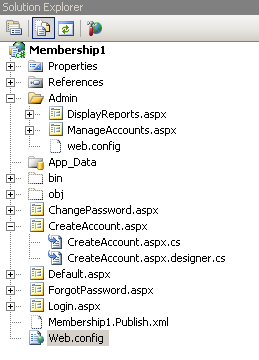 Solution Explorer
Membership1
Properties
References
Admin
DisplayReports.aspx
ManageAccounts.aspx
web.config
App_Data
bin
obj
ChangePassword.aspx
CreateAccount.aspx
CreateAccount.aspx.cs
CreateAccount.aspx.designer.cs
Default.aspx
ForgotPassword.aspx
Login.aspx
Membership1.Publish.xml
Web.config